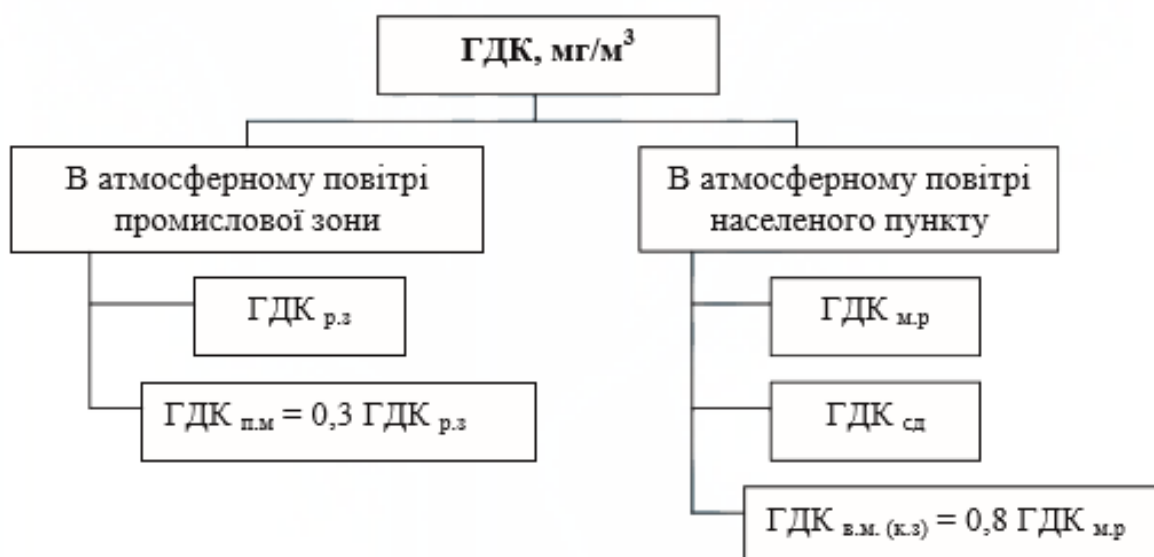 ГДК, мг/м³
В атмосферному повітрі
промислової зони
ГДК р.з
ГДК п.м = 0,3 ГДК р.з
В атмосферному повітрі
населеного пункту
ГДК м.р
ГДК сд
ГДК в.м. (к.з) = 0,8 ГДК м.р